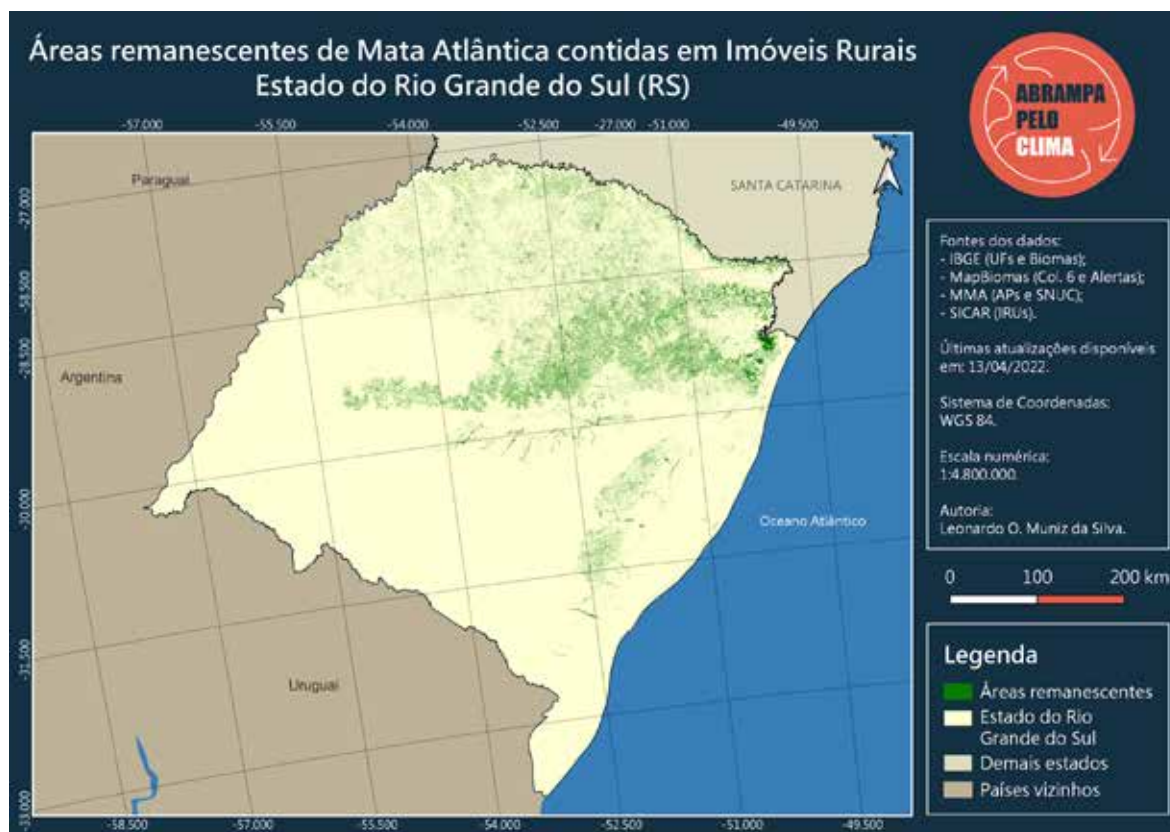 Áreas remanescentes de Mata Atlântica contidas em Imóveis Rurais
Estado do Rio Grande do Sul (RS)
ABRAMPA
PELO
CLIMA
-57.000
-55.500
-54.000
-52.500
-27.000
-51.000
-49.500
Paraguai
SANTA CATARINA
-27.000
-28.500
Argentina
-28.500
-30.000
Oceano Atlântico
-31.500
Uruguai
-33.000
-58.500
-57.000
-55.500
-54.000
-52.500
-51.000
-49.500
Fontes dos dados:
- IBGE (UFs e Biomas);
- MapBiomas (Col. 6 e Alertas);
- MMA (APs e SNUC);
- SICAR (IRUs).
Últimas atualizações disponíveis
em: 13/04/2022.
Sistema de Coordenadas:
WGS 84.
Escala numérica:
1:4.800.000.
Autoria:
Leonardo O. Muniz da Silva.
0 100 200 km
Legenda
Áreas remanescentes
Estado do Rio
Grande do Sul
Demais estados
Países vizinhos